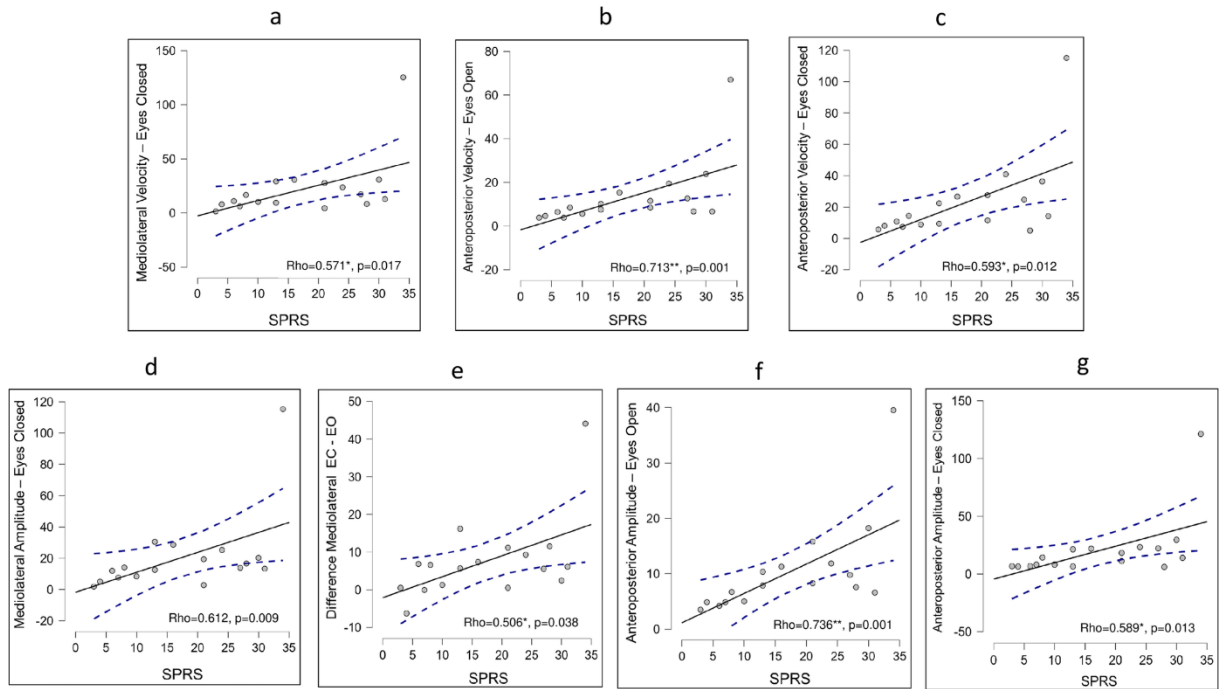 a
b
c
Mediolateral Velocity – Eyes Closed
150
100
50
0
-50
Rho=0.571*, p=0.017
0 5 10 15 20 25 30 35
SPRS
Anteroposterior Velocity – Eyes Open
80
60
40
20
0
-20
Rho=0.713**, p=0.001
0 5 10 15 20 25 30 35
SPRS
Anteroposterior Velocity – Eyes Closed
120
100
80
60
40
20
0
-20
Rho=0.593*, p=0.012
0 5 10 15 20 25 30 35
SPRS
d
e
f
g
Mediolateral Amplitude – Eyes Closed
120
100
80
60
40
20
0
-20
Rho=0.612, p=0.009
0 5 10 15 20 25 30 35
SPRS
Difference Mediolateral EC - EO
50
40
30
20
10
0
-10
Rho=0.506*, p=0.038
0 5 10 15 20 25 30 35
SPRS
Anteroposterior Amplitude – Eyes Open
40
30
20
10
0
Rho=0.736**, p=0.001
0 5 10 15 20 25 30 35
SPRS
Anteroposterior Amplitude – Eyes Closed
150
100
50
0
-50
Rho=0.589*, p=0.013
0 5 10 15 20 25 30 35
SPRS